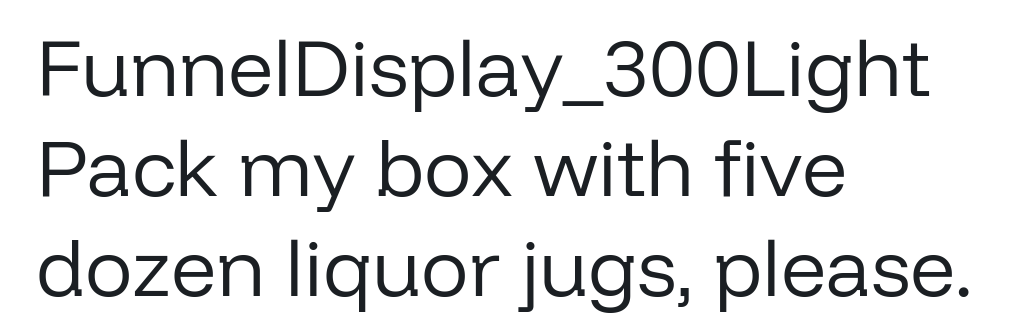 FunnelDisplay_300Light
Pack my box with five
dozen liquor jugs, please.